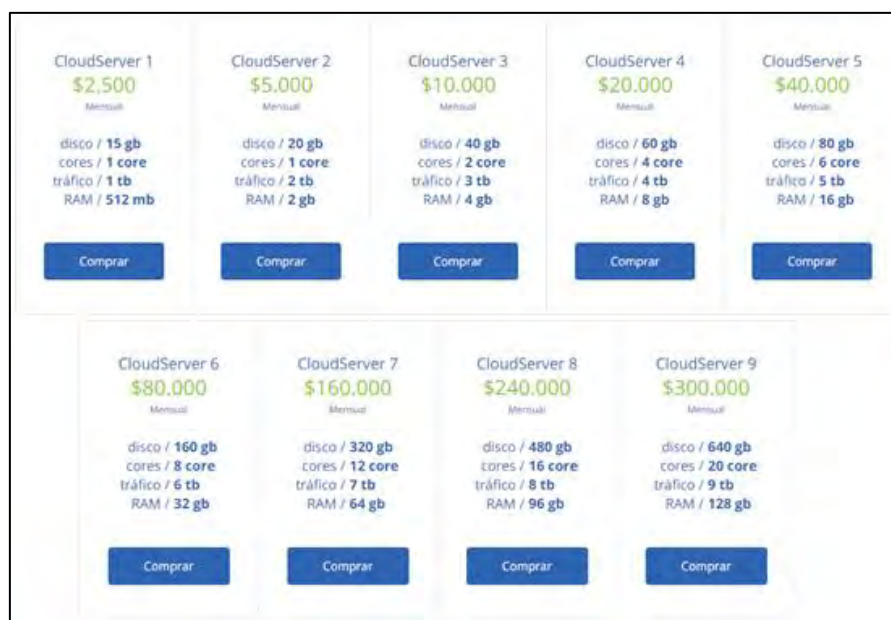 CloudServer 1
$2,500
Mensual
disco / 15 gb
cores / 1 core
tráfico / 1 tb
RAM / 512 mb
Comprar
CloudServer 2
$5.000
Mensual
disco / 20 gb
cores / 1 core
tráfico / 2 tb
RAM / 2 gb
Comprar
CloudServer 3
$10.000
Mensual
disco / 40 gb
cores / 2 core
tráfico / 3 tb
RAM / 4 gb
Comprar
CloudServer 4
$20.000
Mensual
disco / 60 gb
cores / 4 core
tráfico / 4 tb
RAM / 8 gb
Comprar
CloudServer 5
$40.000
Mensual
disco / 80 gb
cores / 6 core
tráfico / 5 tb
RAM / 16 gb
Comprar
CloudServer 6
$80.000
Mensual
disco / 160 gb
cores / 8 core
tráfico / 6 tb
RAM / 32 gb
Comprar
CloudServer 7
$160.000
Mensual
disco / 320 gb
cores / 12 core
tráfico / 7 tb
RAM / 64 gb
Comprar
CloudServer 8
$240.000
Mensual
disco / 480 gb
cores / 16 core
tráfico / 8 tb
RAM / 96 gb
Comprar
CloudServer 9
$300.000
Mensual
disco / 640 gb
cores / 20 core
tráfico / 9 tb
RAM / 128 gb
Comprar